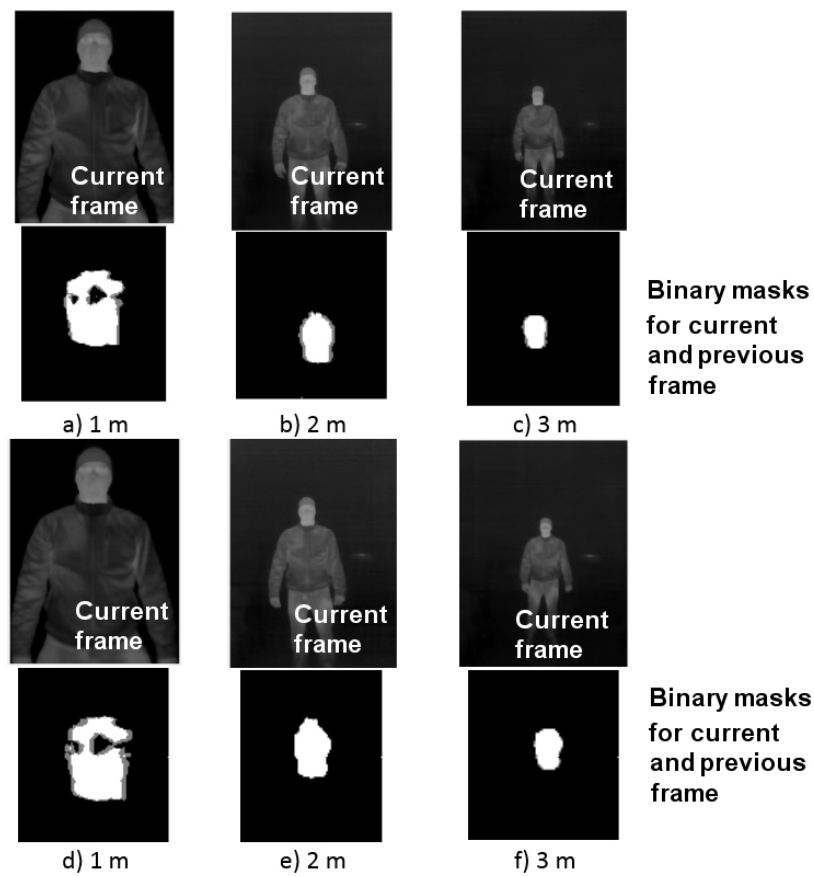 Current
frame
Current
frame
Current
frame
Binary masks
for current
and previous
frame
a) 1 m
b) 2 m
c) 3 m
Current
frame
Current
frame
Current
frame
Binary masks
for current
and previous
frame
d) 1 m
e) 2 m
f) 3 m